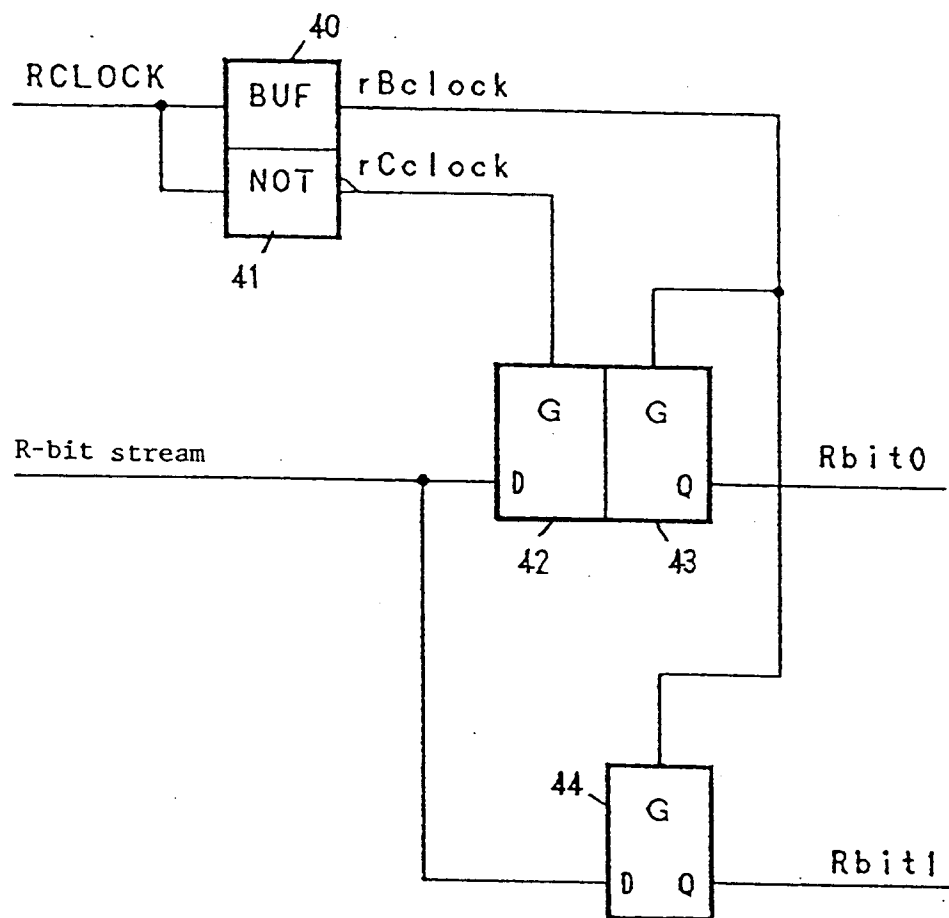 40
RCLOCK
BUF
rBclock
NOT
rCclock
41
G
G
R-bit stream
D
Q
Rbit0
42
43
44
G
D
Q
Rbit1